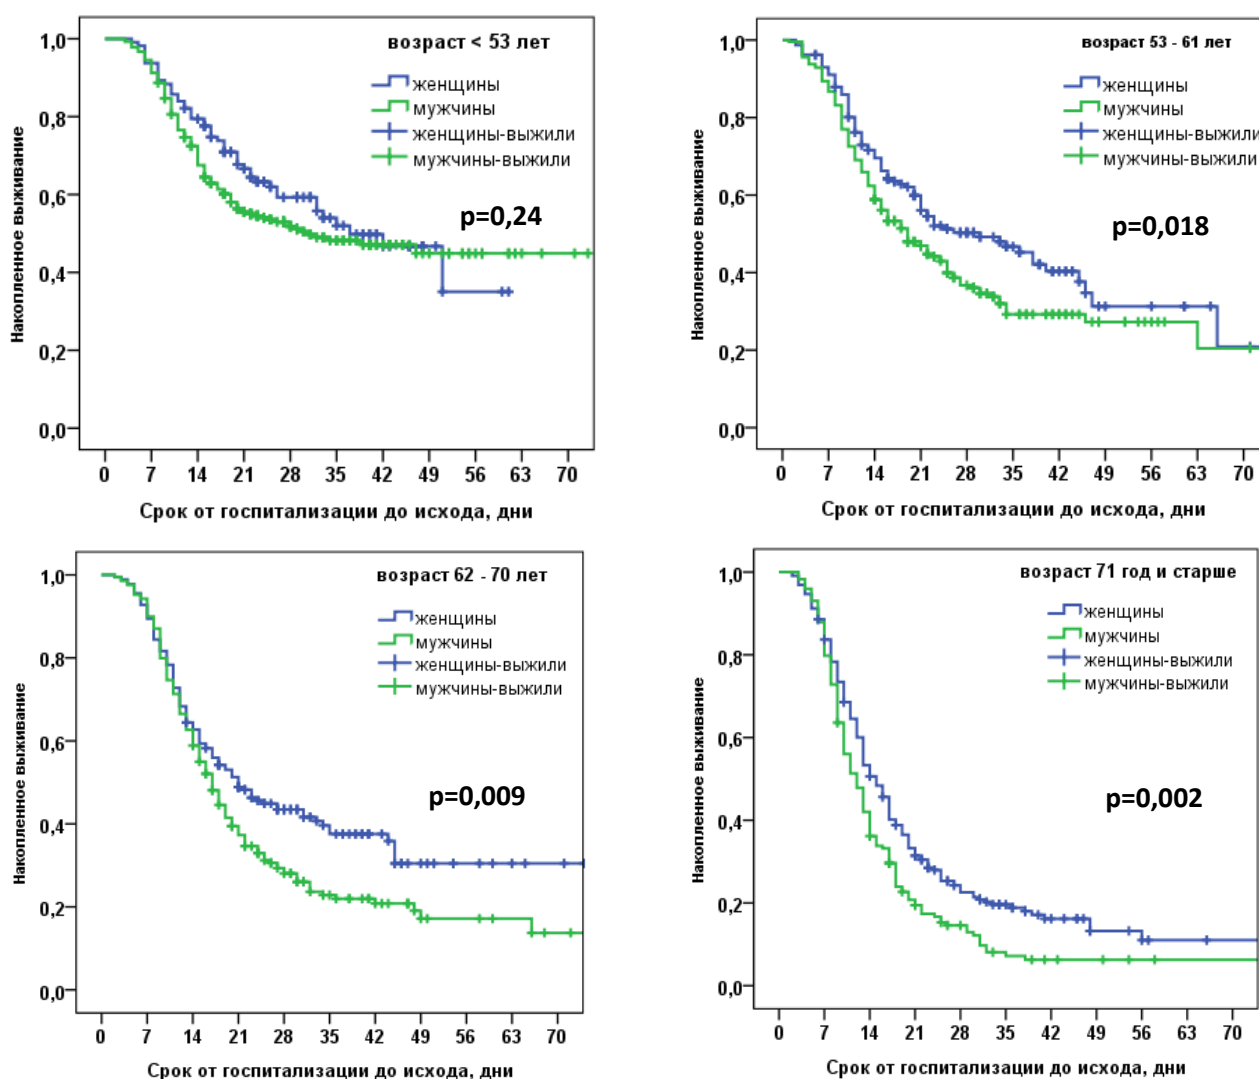 возраст < 53 лет
женщины
мужчины
женщины-выжили
мужчины-выжили
p=0,24
Накопленное выживание
1,0
0,8
0,6
0,4
0,2
0,0
0 7 14 21 28 35 42 49 56 63 70
Срок от госпитализации до исхода, дни
возраст 53 - 61 лет
женщины
мужчины
женщины-выжили
мужчины-выжили
p=0,018
Накопленное выживание
1,0
0,8
0,6
0,4
0,2
0,0
0 7 14 21 28 35 42 49 56 63 70
Срок от госпитализации до исхода, дни
возраст 62 - 70 лет
женщины
мужчины
женщины-выжили
мужчины-выжили
p=0,009
Накопленное выживание
1,0
0,8
0,6
0,4
0,2
0,0
0 7 14 21 28 35 42 49 56 63 70
Срок от госпитализации до исхода, дни
возраст 71 год и старше
женщины
мужчины
женщины-выжили
мужчины-выжили
p=0,002
Накопленное выживание
1,0
0,8
0,6
0,4
0,2
0,0
0 7 14 21 28 35 42 49 56 63 70
Срок от госпитализации до исхода, дни